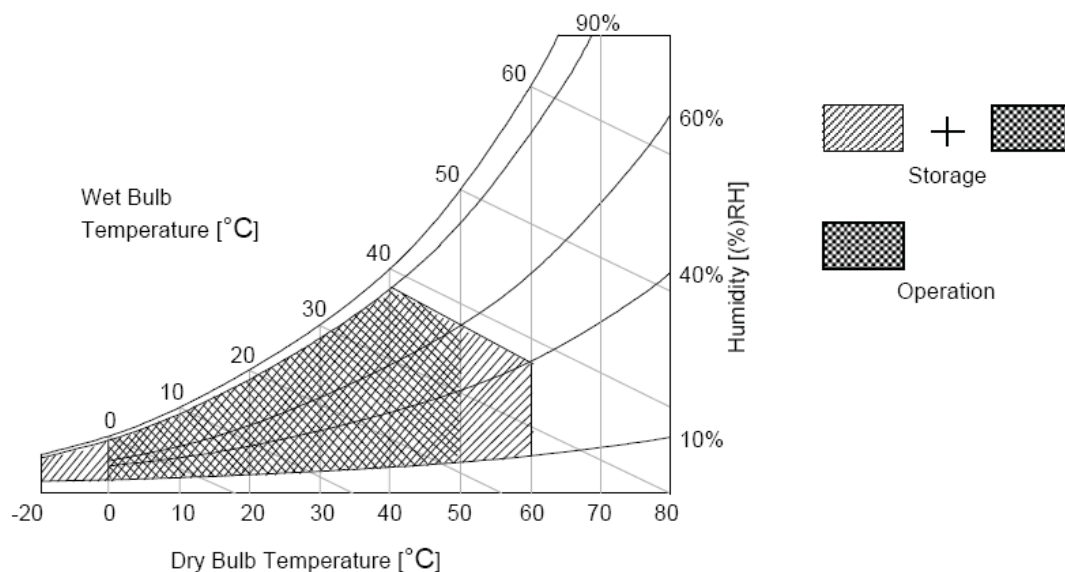 90%
60
60%
50
Wet Bulb
Temperature [°C]
40
40%
30
20
10
0
10%
Humidity [(%)RH]
-20 0 10 20 30 40 50 60 70 80
Dry Bulb Temperature [°C]
+
Storage
Operation